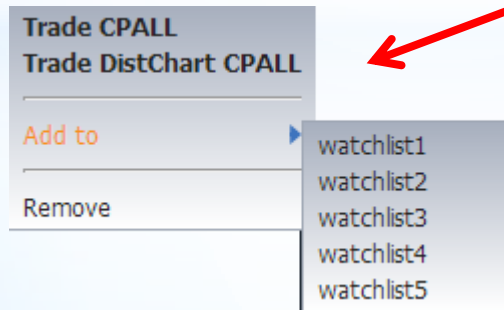 Trade CPALL
Trade DistChart CPALL
Add to
Remove
watchlist1
watchlist2
watchlist3
watchlist4
watchlist5